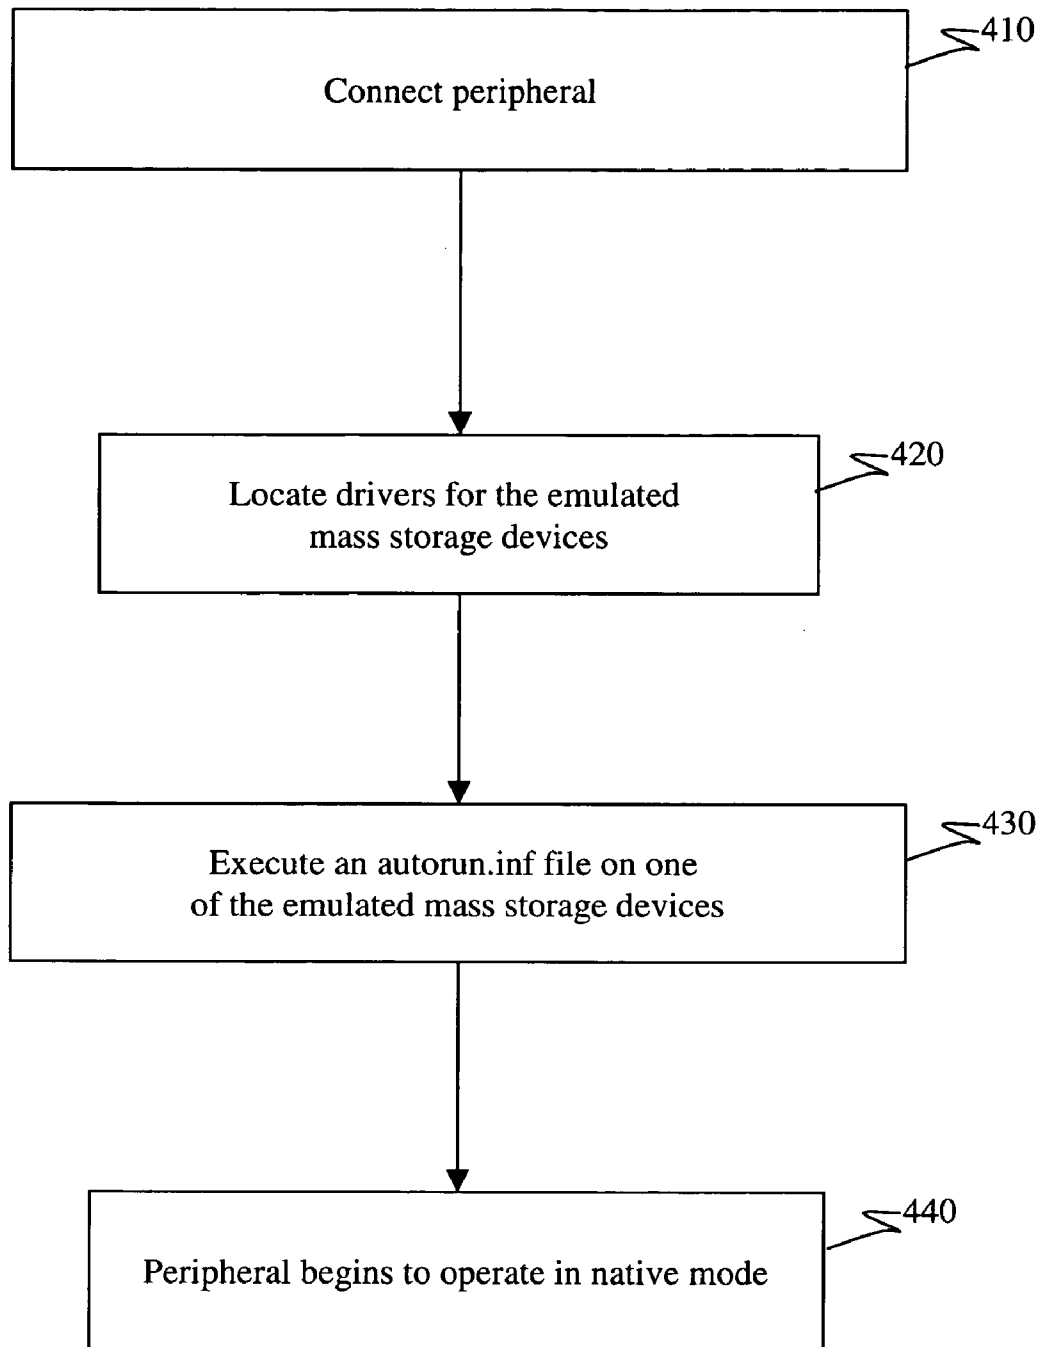 410
Connect peripheral
420
Locate drivers for the emulated
mass storage devices
430
Execute an autorun.inf file on one
of the emulated mass storage devices
440
Peripheral begins to operate in native mode